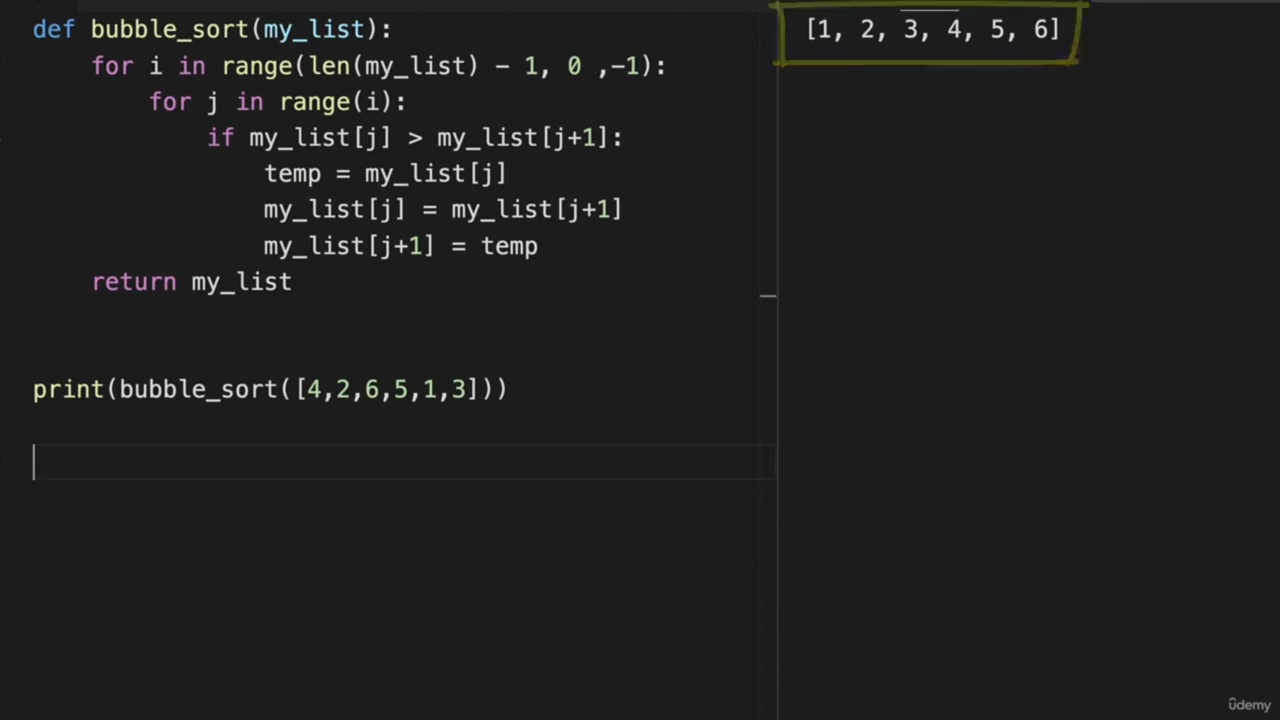 def bubble_sort(my_list):
    for i in range(len(my_list) - 1, 0 ,-1):
        for j in range(i):
            if my_list[j] > my_list[j+1]:
                temp = my_list[j]
                my_list[j] = my_list[j+1]
                my_list[j+1] = temp
    return my_list
print(bubble_sort([4,2,6,5,1,3]))
[1, 2, 3, 4, 5, 6]
ûdemy